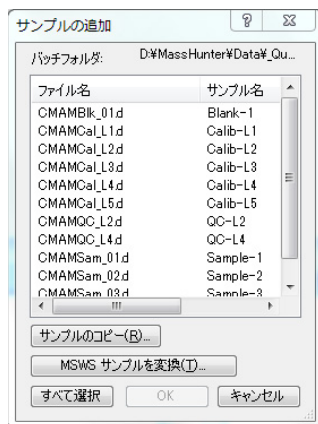 サンプルの追加
バッチフォルダ: D:¥MassHunter¥Data¥_Qu...
ファイル名 サンプル名
CMAMBlk_01.d Blank-1
CMAMCal_L1.d Calib-L1
CMAMCal_L2.d Calib-L2
CMAMCal_L3.d Calib-L3
CMAMCal_L4.d Calib-L4
CMAMCal_L5.d Calib-L5
CMAMQC_L2.d QC-L2
CMAMQC_L4.d QC-L4
CMAMSam_01.d Sample-1
CMAMSam_02.d Sample-2
CMAMSam_03.d Sample-3
サンプルのコピー(R)...
MSWS サンプルを変換(T)...
すべて選択 OK キャンセル